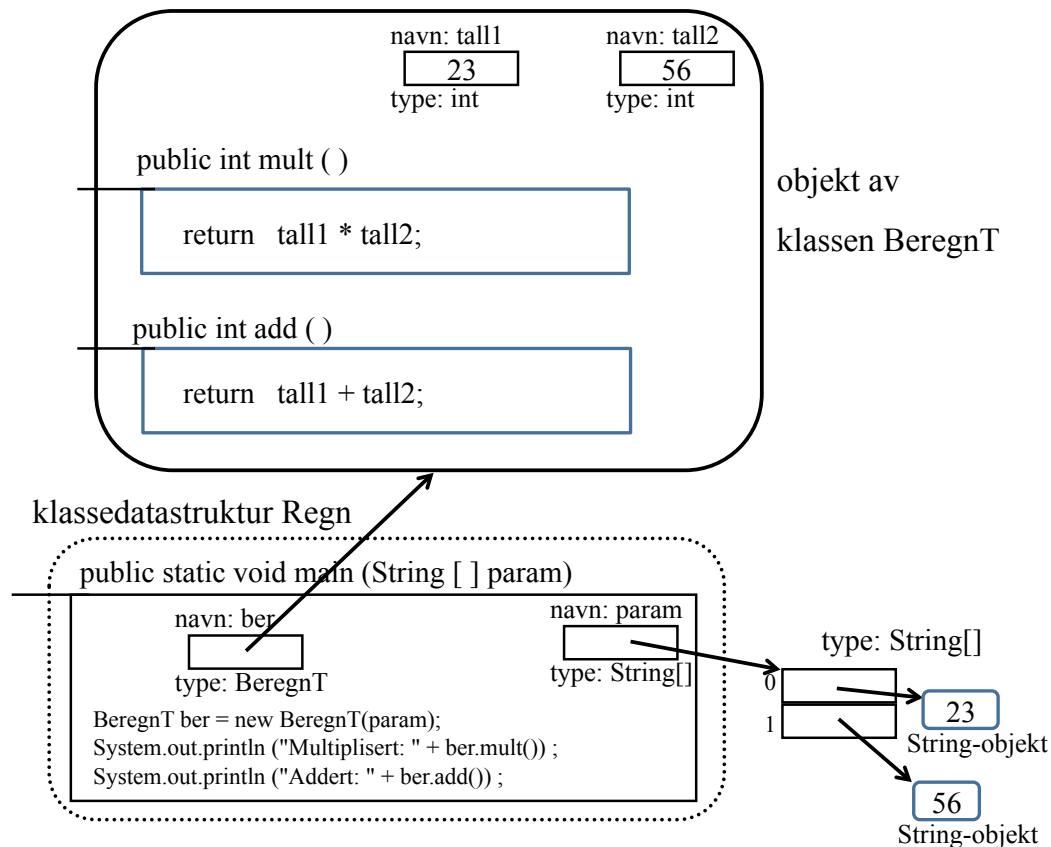 navn: tall1
23
type: int
navn: tall2
56
type: int
public int mult ( )
return tall1 * tall2;
objekt av
klassen BeregnT
public int add ( )
return tall1 + tall2;
klassedatastruktur Regn
public static void main (String [ ] param)
navn: ber
type: BeregnT
navn: param
type: String[]
BeregnT ber = new BeregnT(param);
System.out.println ("Multiplisert: " + ber.mult()) ;
System.out.println ("Addert: " + ber.add()) ;
type: String[]
0
1
23
String-objekt
56
String-objekt